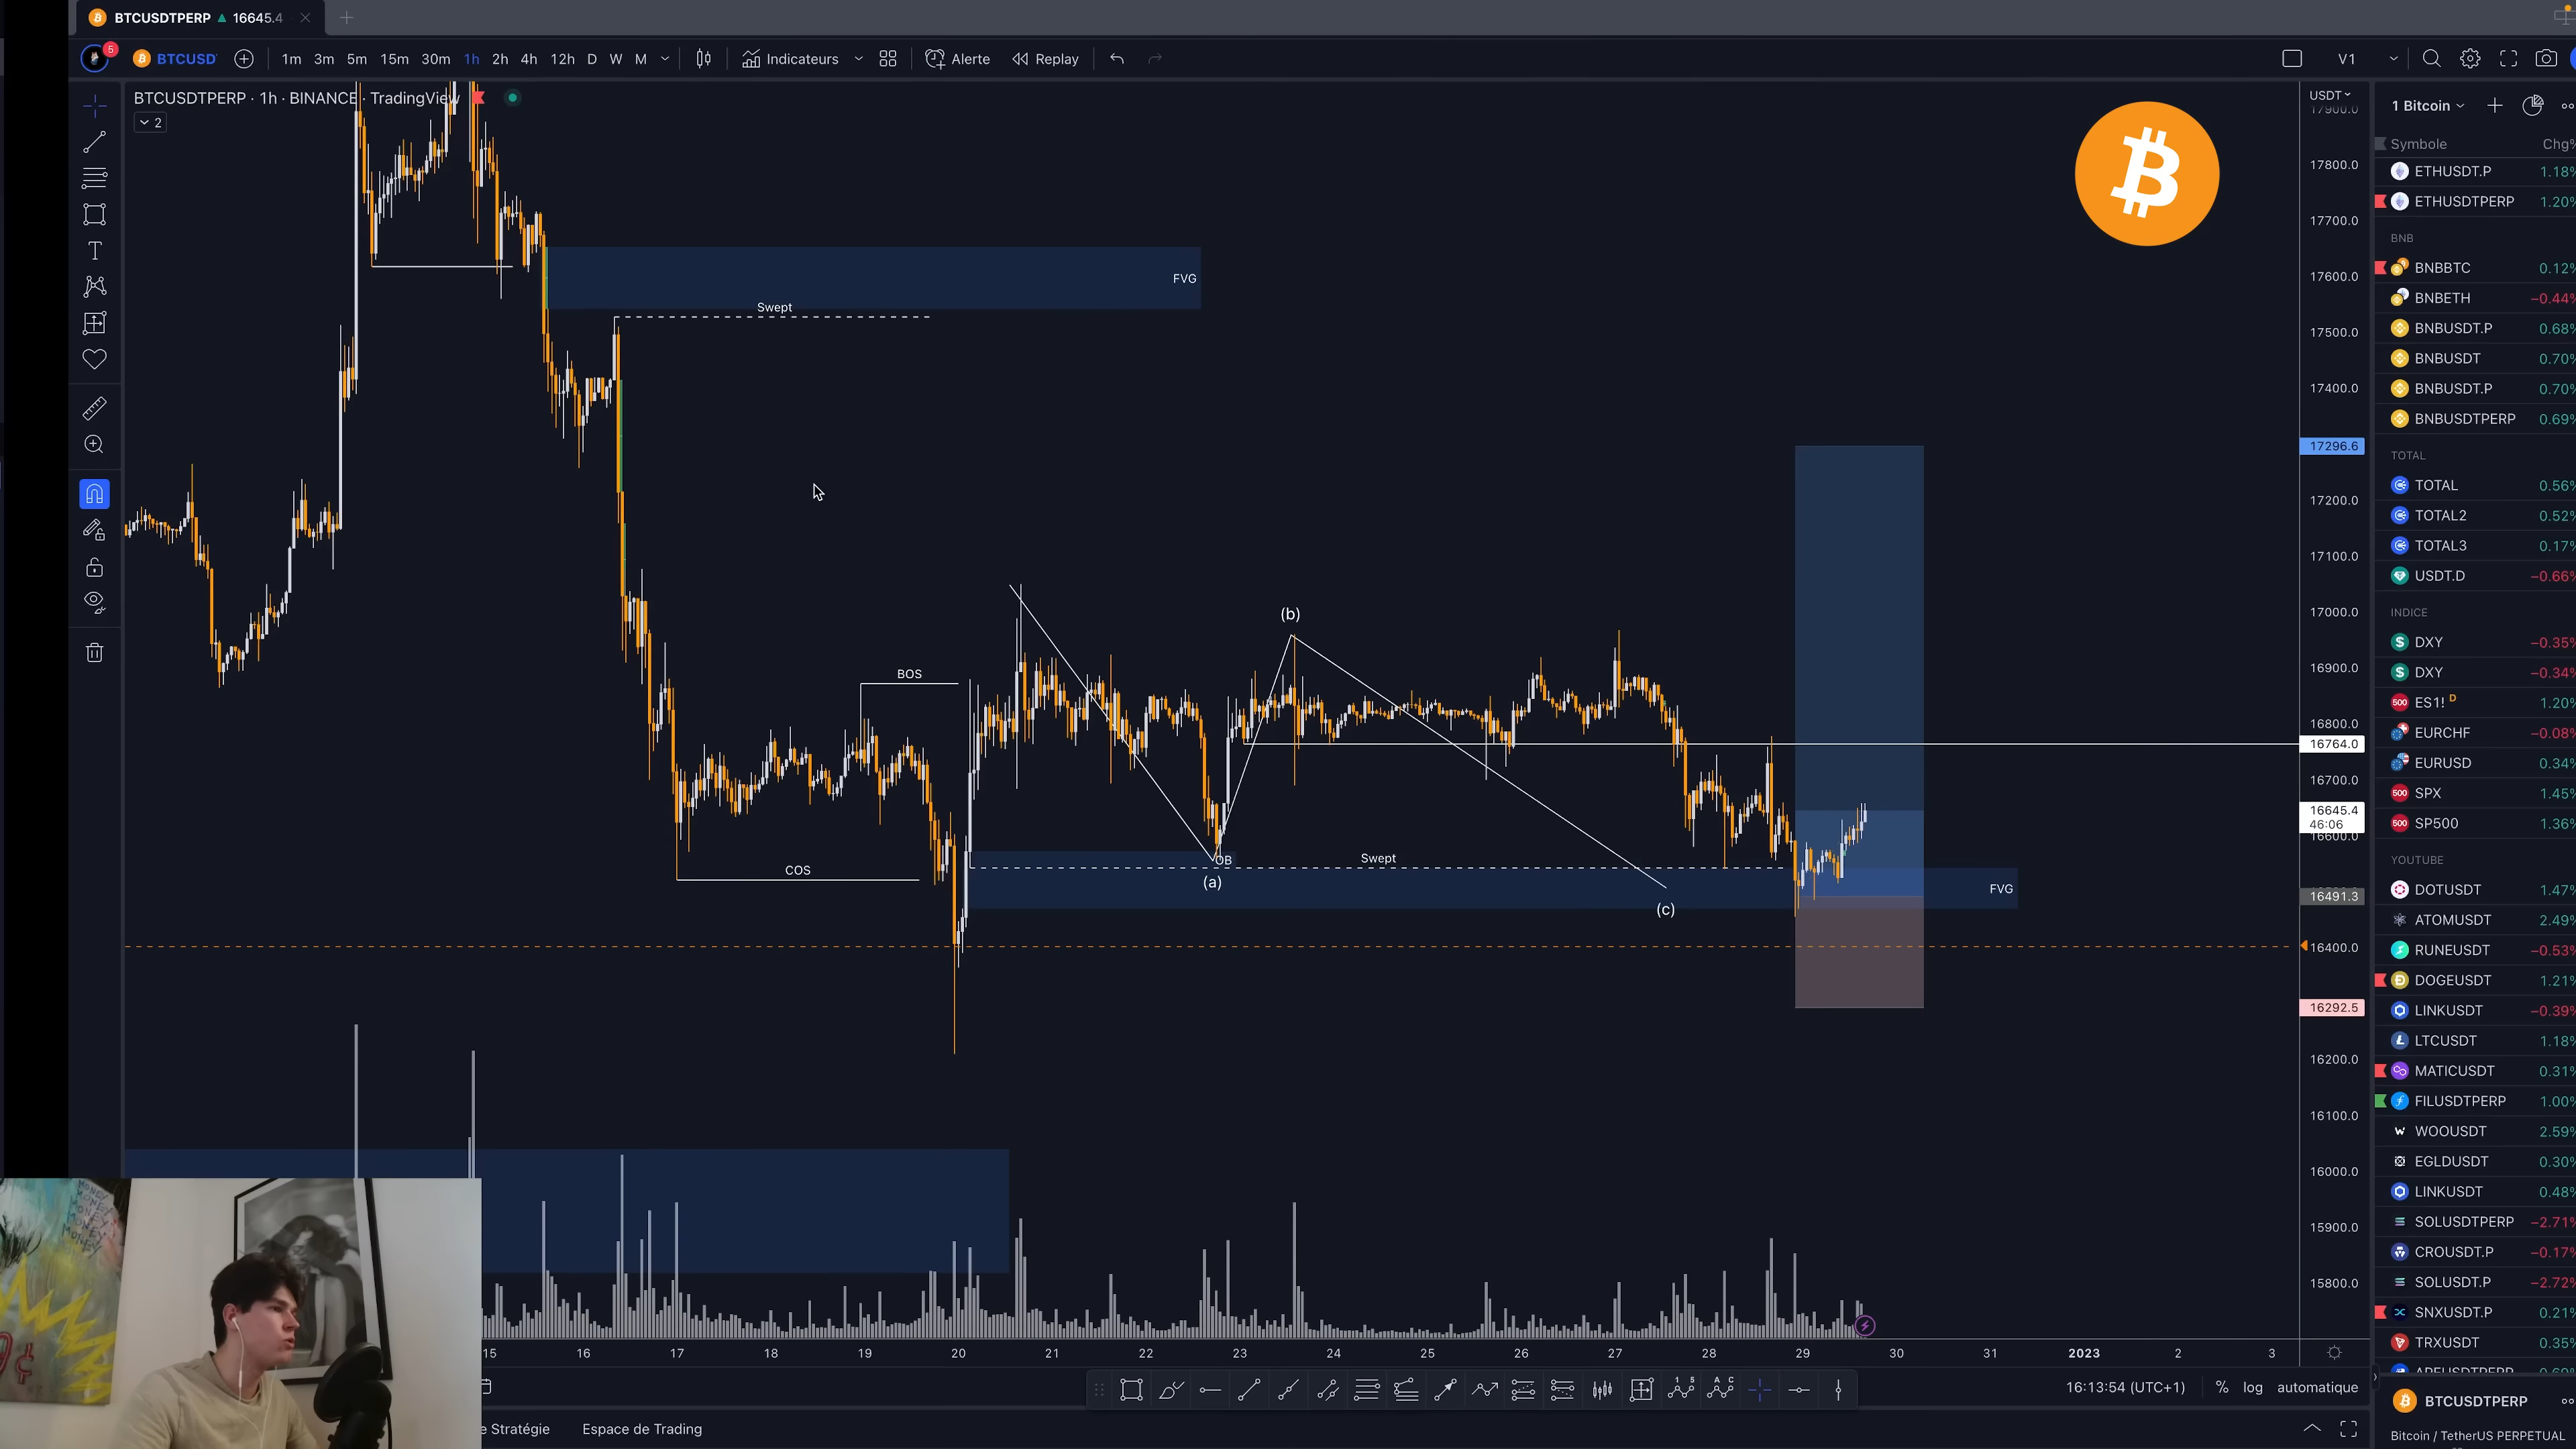 BTCUSDTPERP ▲ 16645.4
5
BTCUSD
1m 3m 5m 15m 30m 1h 2h 4h 12h D W M
Indicateurs
Alerte
Replay
V1
BTCUSDTPERP · 1h · BINANCE · TradingView
2
FVG
Swept
BOS
COS
OB
(a)
(b)
Swept
(c)
FVG
USDT
17900.0
17800.0
17700.0
17600.0
17500.0
17400.0
17296.6
17200.0
17100.0
17000.0
16900.0
16800.0
16764.0
16700.0
16645.4
46:06
16600.0
16491.3
16400.0
16292.5
16200.0
16100.0
16000.0
15900.0
15800.0
15 16 17 18 19 20 21 22 23 24 25 26 27 28 29 30 31 2023 2 3
16:13:54 (UTC+1) % log automatique
e Stratégie Espace de Trading
1 Bitcoin
Symbole Chg%
ETHUSDT.P 1.18%
ETHUSDTPERP 1.20%
BNB
BNBBTC 0.12%
BNBETH −0.44%
BNBUSDT.P 0.68%
BNBUSDT 0.70%
BNBUSDT.P 0.70%
BNBUSDTPERP 0.69%
TOTAL
TOTAL 0.56%
TOTAL2 0.52%
TOTAL3 0.17%
USDT.D −0.66%
INDICE
DXY −0.35%
DXY −0.34%
ES1! D 1.20%
EURCHF −0.08%
EURUSD 0.34%
SPX 1.45%
SP500 1.36%
YOUTUBE
DOTUSDT 1.47%
ATOMUSDT 2.49%
RUNEUSDT −0.53%
DOGEUSDT 1.21%
LINKUSDT −0.39%
LTCUSDT 1.18%
MATICUSDT 0.31%
FILUSDTPERP 1.00%
WOOUSDT 2.59%
EGLDUSDT 0.30%
LINKUSDT 0.48%
SOLUSDTPERP −2.71%
CROUSDT.P −0.17%
SOLUSDT.P −2.72%
SNXUSDT.P 0.21%
TRXUSDT 0.35%
BTCUSDTPERP
Bitcoin / TetherUS PERPETUAL
MONEY
MONEY
MONEY